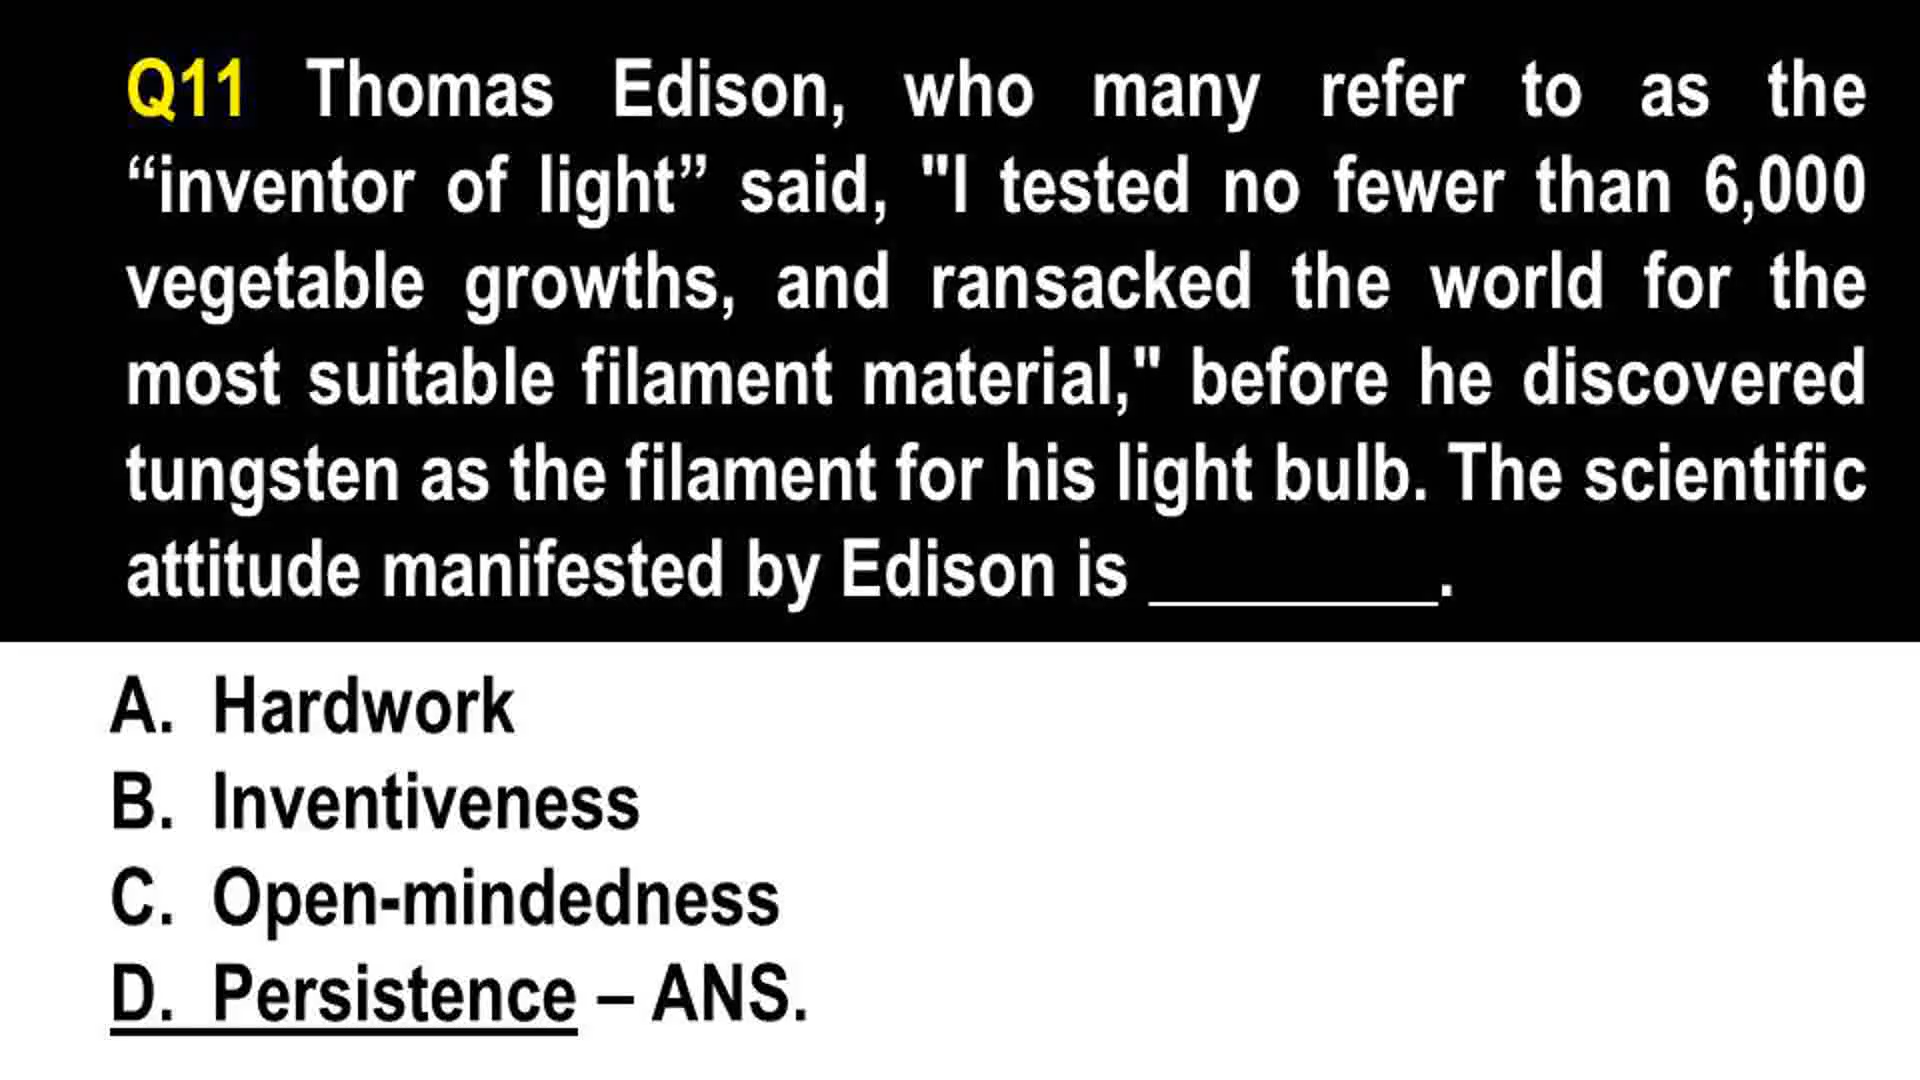 Q11 Thomas Edison, who many refer to as the
“inventor of light” said, "I tested no fewer than 6,000
vegetable growths, and ransacked the world for the
most suitable filament material," before he discovered
tungsten as the filament for his light bulb. The scientific
attitude manifested by Edison is ________.
A. Hardwork
B. Inventiveness
C. Open-mindedness
D. Persistence – ANS.